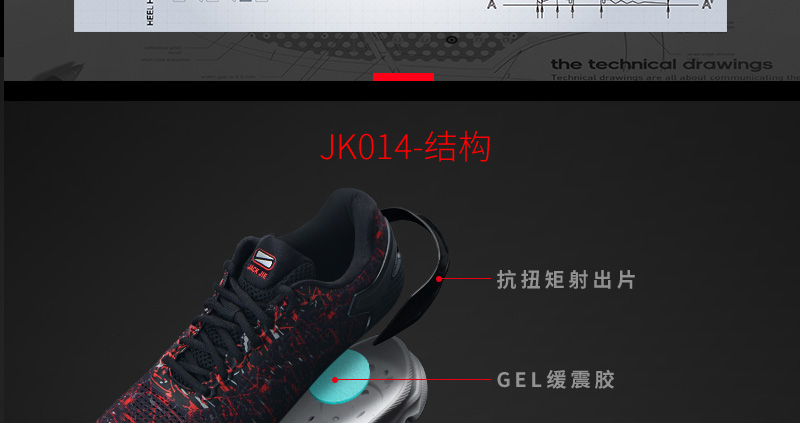 HEEL H
A
A'
the technical drawings
Technical drawings are all about communicating the
JK014-结构
JACK JIE
抗扭矩射出片
GEL缓震胶